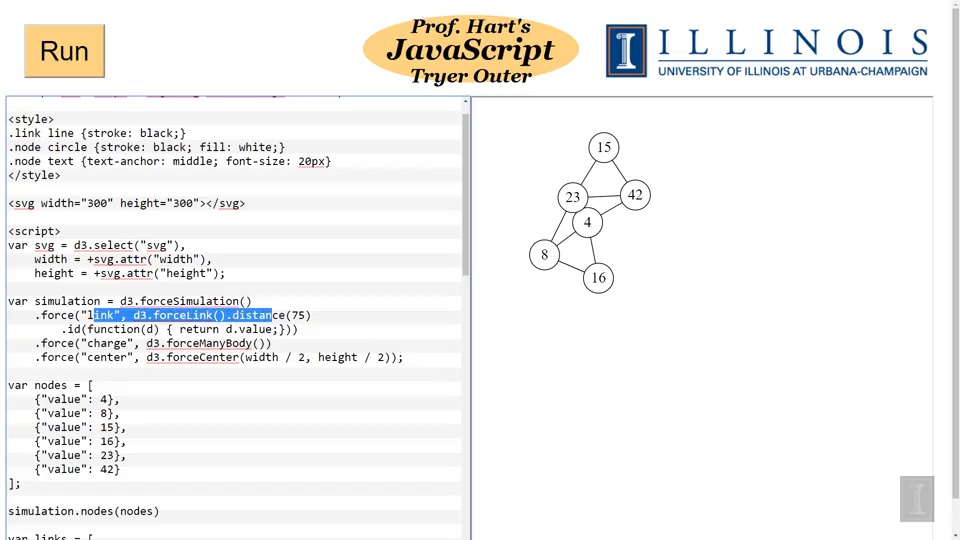 Run
Prof. Hart's
JavaScript
Tryer Outer
I ILLINOIS
UNIVERSITY OF ILLINOIS AT URBANA-CHAMPAIGN
<style>
.link line {stroke: black;}
.node circle {stroke: black; fill: white;}
.node text {text-anchor: middle; font-size: 20px}
</style>
<svg width="300" height="300"></svg>
<script>
var svg = d3.select("svg"),
width = +svg.attr("width"),
height = +svg.attr("height");
var simulation = d3.forceSimulation()
.force("link", d3.forceLink().distance(75)
.id(function(d) { return d.value;}))
.force("charge", d3.forceManyBody())
.force("center", d3.forceCenter(width / 2, height / 2));
var nodes = [
{"value": 4},
{"value": 8},
{"value": 15},
{"value": 16},
{"value": 23},
{"value": 42}
];
simulation.nodes(nodes)
var links = [
15
23
42
4
8
16
I